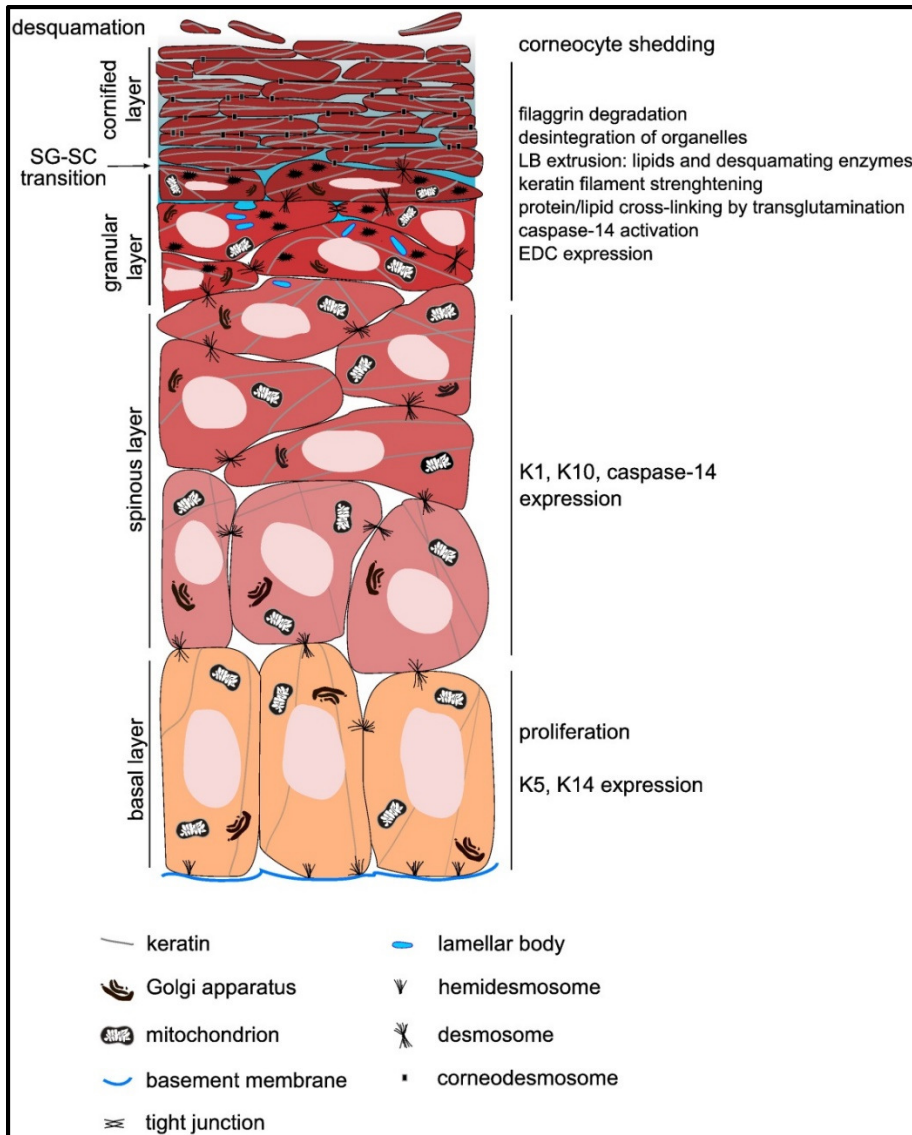 desquamation
corneocyte shedding
cornified
layer
SG-SC
transition
granular
layer
filaggrin degradation
desintegration of organelles
LB extrusion: lipids and desquamating enzymes
keratin filament strenghtening
protein/lipid cross-linking by transglutamination
caspase-14 activation
EDC expression
spinous layer
K1, K10, caspase-14
expression
basal layer
proliferation
K5, K14 expression
keratin
lamellar body
Golgi apparatus
hemidesmosome
mitochondrion
desmosome
basement membrane
corneodesmosome
tight junction